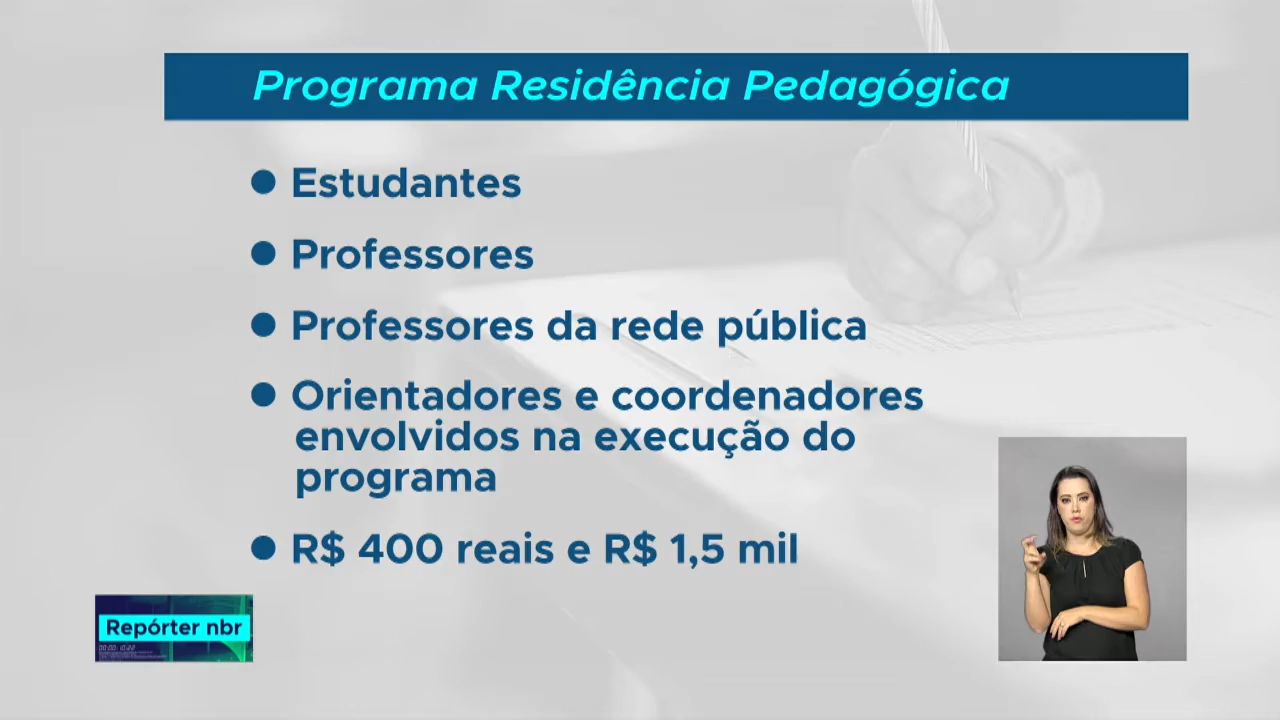 Programa Residência Pedagógica
● Estudantes
● Professores
● Professores da rede pública
● Orientadores e coordenadores
envolvidos na execução do
programa
● R$ 400 reais e R$ 1,5 mil
Repórter nbr